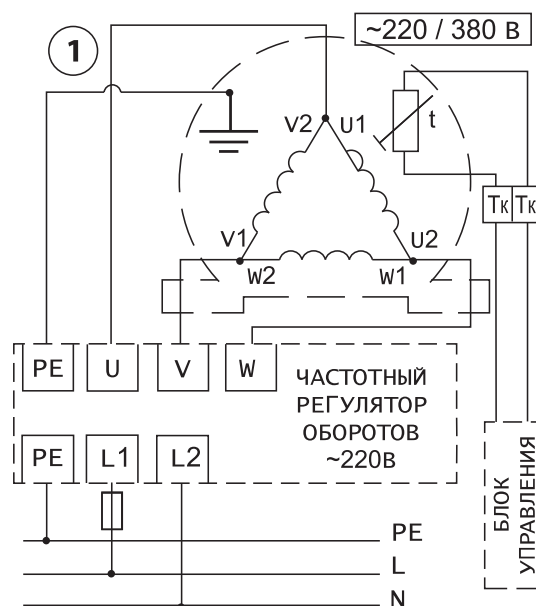 1
~220 / 380 В
V2
U1
t
Тк
Тк
V1
U2
W2
W1
PE
U
V
W
ЧАСТОТНЫЙ
РЕГУЛЯТОР
ОБОРОТОВ
~220В
PE
L1
L2
БЛОК
УПРАВЛЕНИЯ
PE
L
N